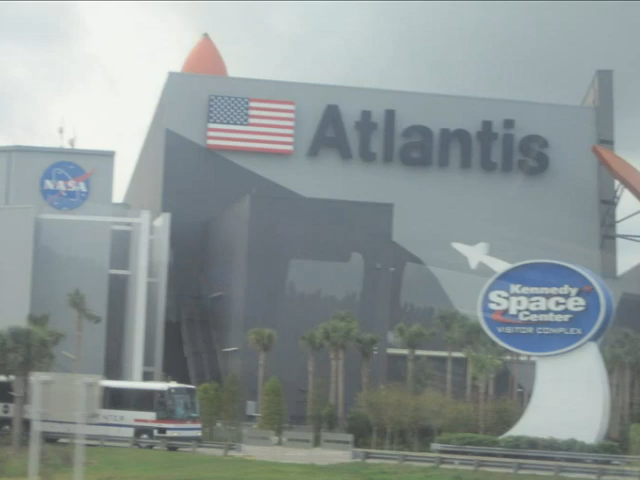 Atlantis
NASA
Kennedy
Space
Center
VISITOR COMPLEX